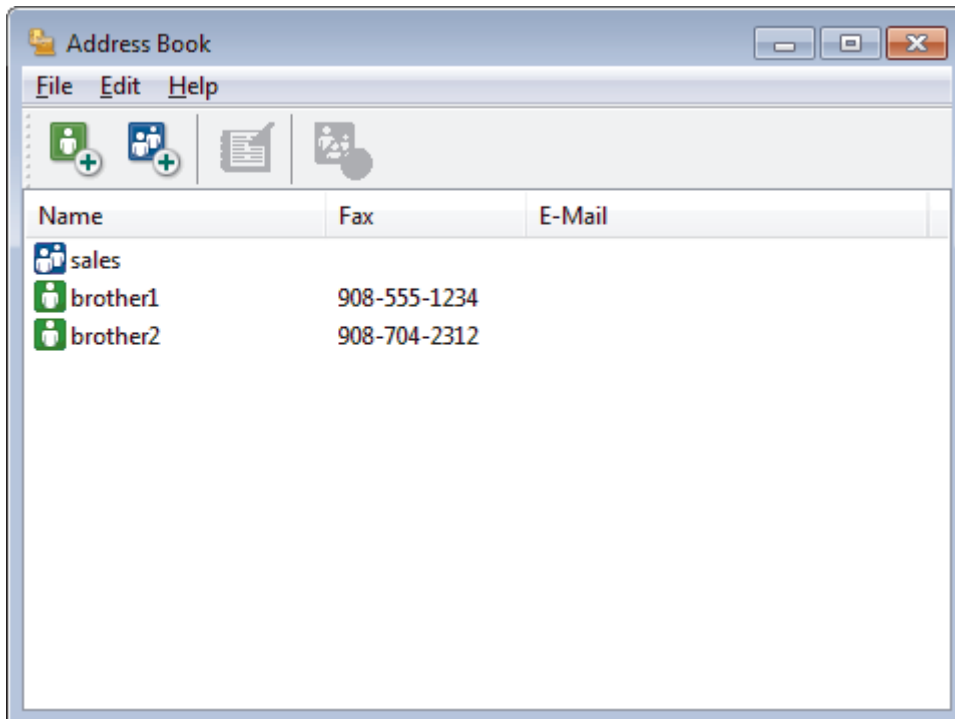 Address Book
File Edit Help
Name Fax E-Mail
sales
brother1 908-555-1234
brother2 908-704-2312